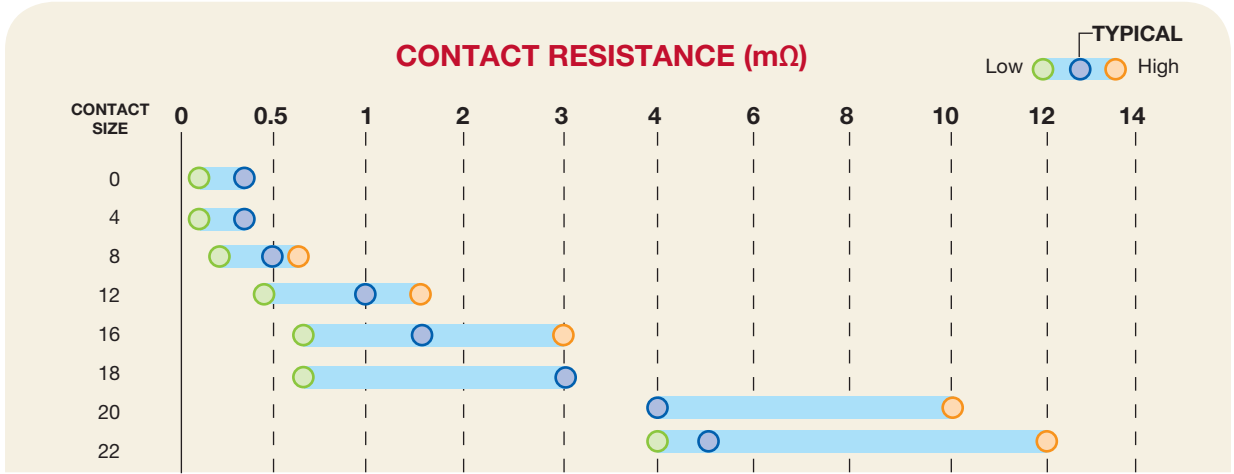 TYPICAL
CONTACT RESISTANCE (mΩ)
Low High
CONTACT SIZE
0 0.5 1 2 3 4 6 8 10 12 14
0
4
8
12
16
18
20
22